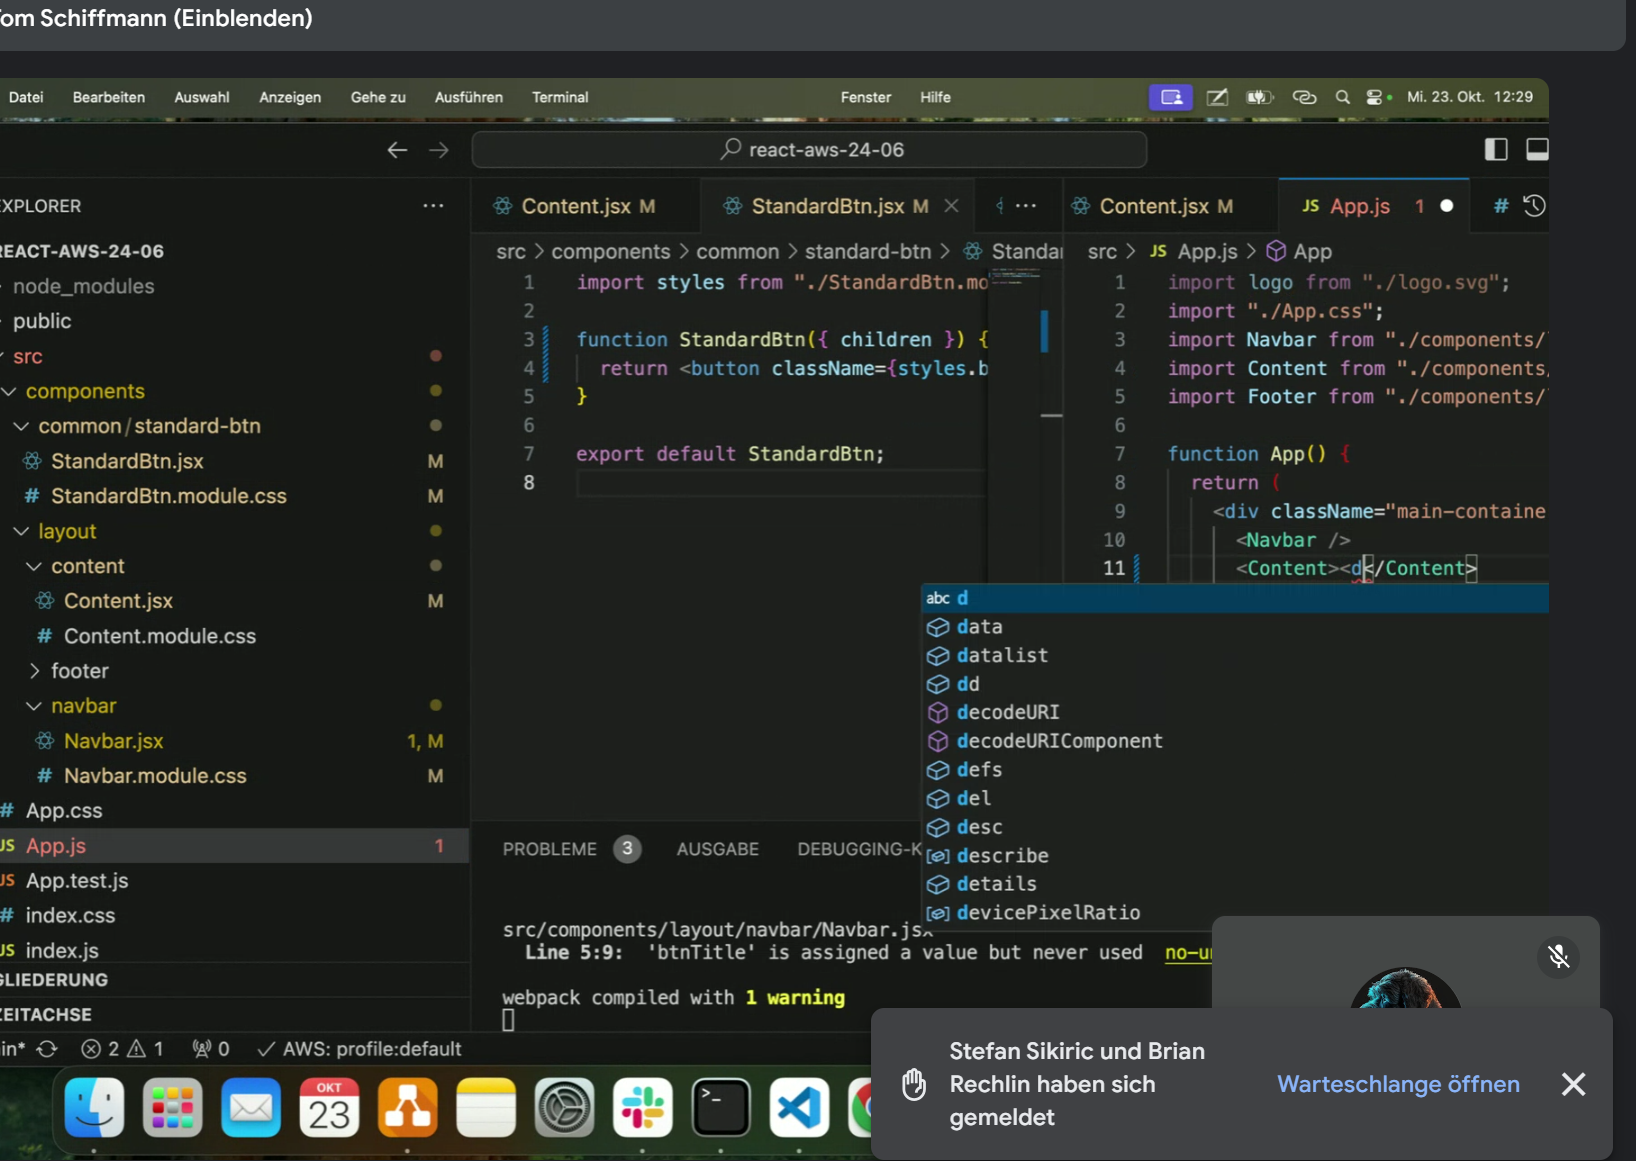 Tom Schiffmann (Einblenden)
Datei Bearbeiten Auswahl Anzeigen Gehe zu Ausführen Terminal Fenster Hilfe Mi. 23. Okt. 12:29
react-aws-24-06
EXPLORER ...
Content.jsx M StandardBtn.jsx M ... Content.jsx M JS App.js 1 #
REACT-AWS-24-06
src > components > common > standard-btn > Standar
src > JS App.js > App
node_modules
public
src
components
common/standard-btn
StandardBtn.jsx M
# StandardBtn.module.css M
layout
content
Content.jsx M
# Content.module.css
footer
navbar
Navbar.jsx 1, M
# Navbar.module.css M
# App.css
JS App.js 1
JS App.test.js
# index.css
JS index.js
GLIEDERUNG
ZEITACHSE
1 import styles from "./StandardBtn.mo
2
3 function StandardBtn({ children }) {
4 return <button className={styles.b
5 }
6
7 export default StandardBtn;
8
1 import logo from "./logo.svg";
2 import "./App.css";
3 import Navbar from "./components/
4 import Content from "./components/
5 import Footer from "./components/
6
7 function App() {
8 return (
9 <div className="main-containe
10 <Navbar />
11 <Content><d</Content>
abc d
data
datalist
dd
decodeURI
decodeURIComponent
defs
del
desc
describe
details
devicePixelRatio
PROBLEME 3 AUSGABE DEBUGGING-K
src/components/layout/navbar/Navbar.jsx
Line 5:9: 'btnTitle' is assigned a value but never used no-u
webpack compiled with 1 warning
in* 2 1 0 AWS: profile:default
OKT
23
>_
Stefan Sikiric und Brian
Rechlin haben sich
gemeldet
Warteschlange öffnen